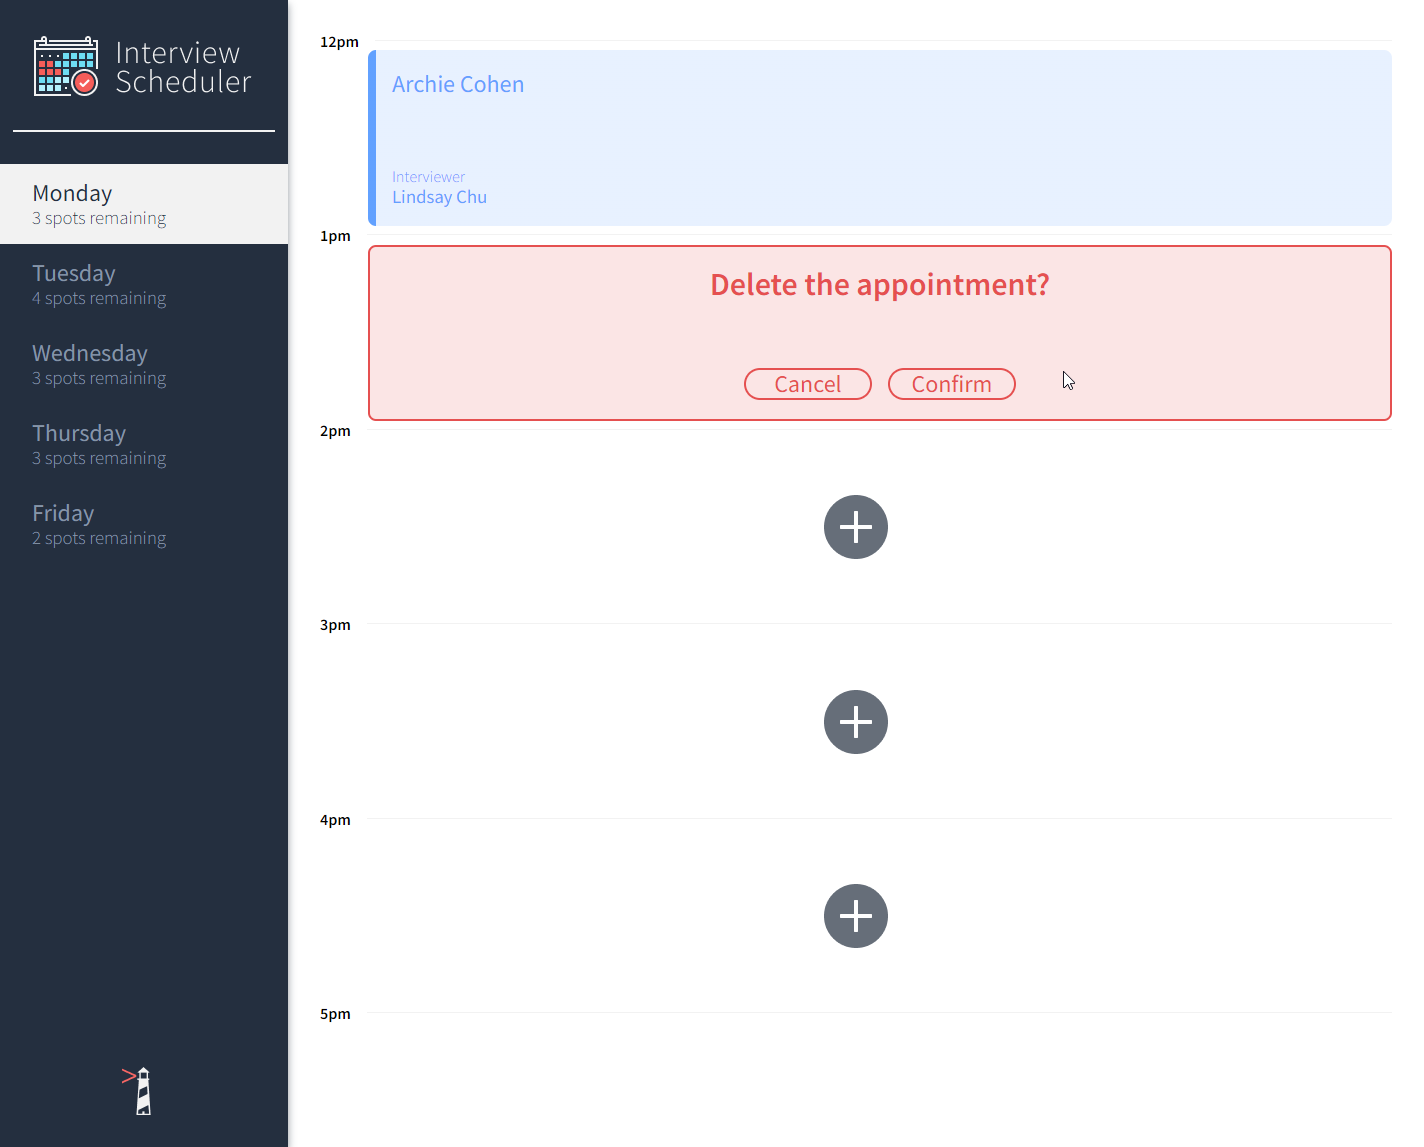 Interview
Scheduler
Monday
3 spots remaining
Tuesday
4 spots remaining
Wednesday
3 spots remaining
Thursday
3 spots remaining
Friday
2 spots remaining
12pm
Archie Cohen
Interviewer
Lindsay Chu
1pm
Delete the appointment?
Cancel Confirm
2pm
3pm
4pm
5pm